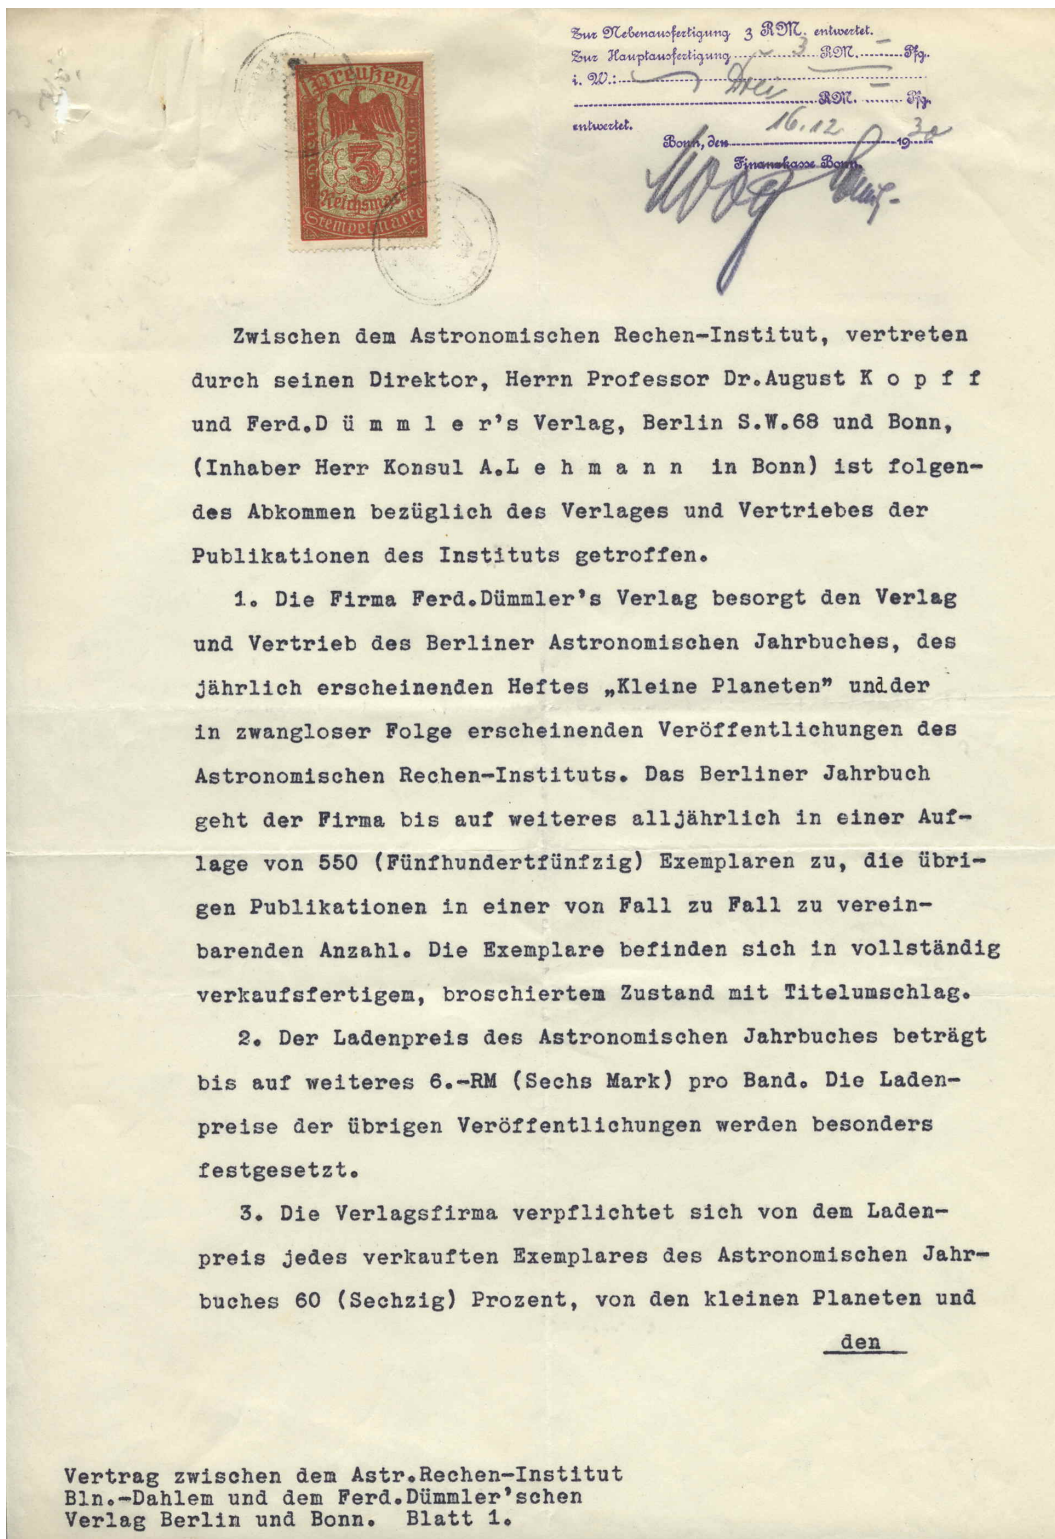 Zur Nebenausfertigung 3 RM. entwertet.
Zur Hauptausfertigung 3 RM. — Pfg.
i. W.: Drei
RM. — Pfg.
entwertet.
Bonn, den 16.12 1930
Finanzkasse Bonn.
Preußen
3
Reichsmark
Stempelmarke
Zwischen dem Astronomischen Rechen-Institut, vertreten
durch seinen Direktor, Herrn Professor Dr.August K o p f f
und Ferd.D ü m m l e r's Verlag, Berlin S.W.68 und Bonn,
(Inhaber Herr Konsul A.L e h m a n n in Bonn) ist folgen-
des Abkommen bezüglich des Verlages und Vertriebes der
Publikationen des Instituts getroffen.
1. Die Firma Ferd.Dümmler's Verlag besorgt den Verlag
und Vertrieb des Berliner Astronomischen Jahrbuches, des
jährlich erscheinenden Heftes „Kleine Planeten” und.der
in zwangloser Folge erscheinenden Veröffentlichungen des
Astronomischen Rechen-Instituts. Das Berliner Jahrbuch
geht der Firma bis auf weiteres alljährlich in einer Auf-
lage von 550 (Fünfhundertfünfzig) Exemplaren zu, die übri-
gen Publikationen in einer von Fall zu Fall zu verein-
barenden Anzahl. Die Exemplare befinden sich in vollständig
verkaufsfertigem, broschiertem Zustand mit Titelumschlag.
2. Der Ladenpreis des Astronomischen Jahrbuches beträgt
bis auf weiteres 6.-RM (Sechs Mark) pro Band. Die Laden-
preise der übrigen Veröffentlichungen werden besonders
festgesetzt.
3. Die Verlagsfirma verpflichtet sich von dem Laden-
preis jedes verkauften Exemplares des Astronomischen Jahr-
buches 60 (Sechzig) Prozent, von den kleinen Planeten und
den
Vertrag zwischen dem Astr.Rechen-Institut
Bln.-Dahlem und dem Ferd.Dümmler'schen
Verlag Berlin und Bonn. Blatt 1.